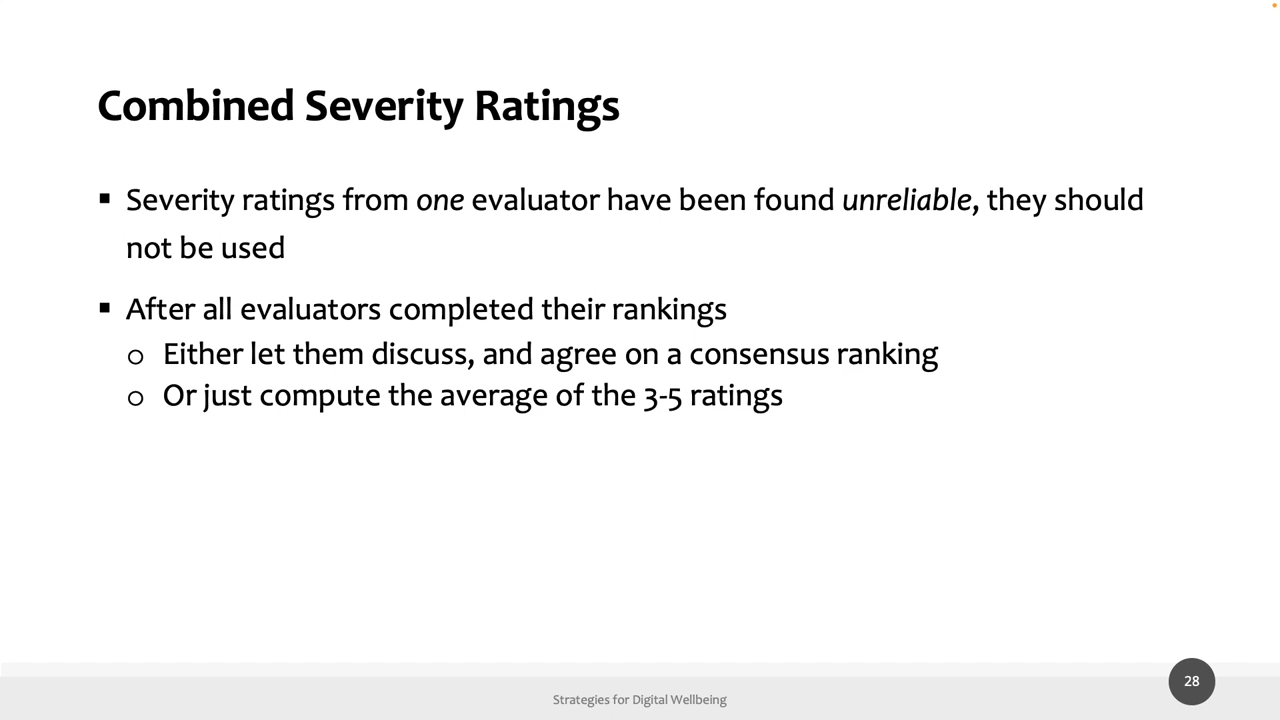 Combined Severity Ratings
▪ Severity ratings from one evaluator have been found unreliable, they should
not be used
▪ After all evaluators completed their rankings
o Either let them discuss, and agree on a consensus ranking
o Or just compute the average of the 3-5 ratings
Strategies for Digital Wellbeing
28